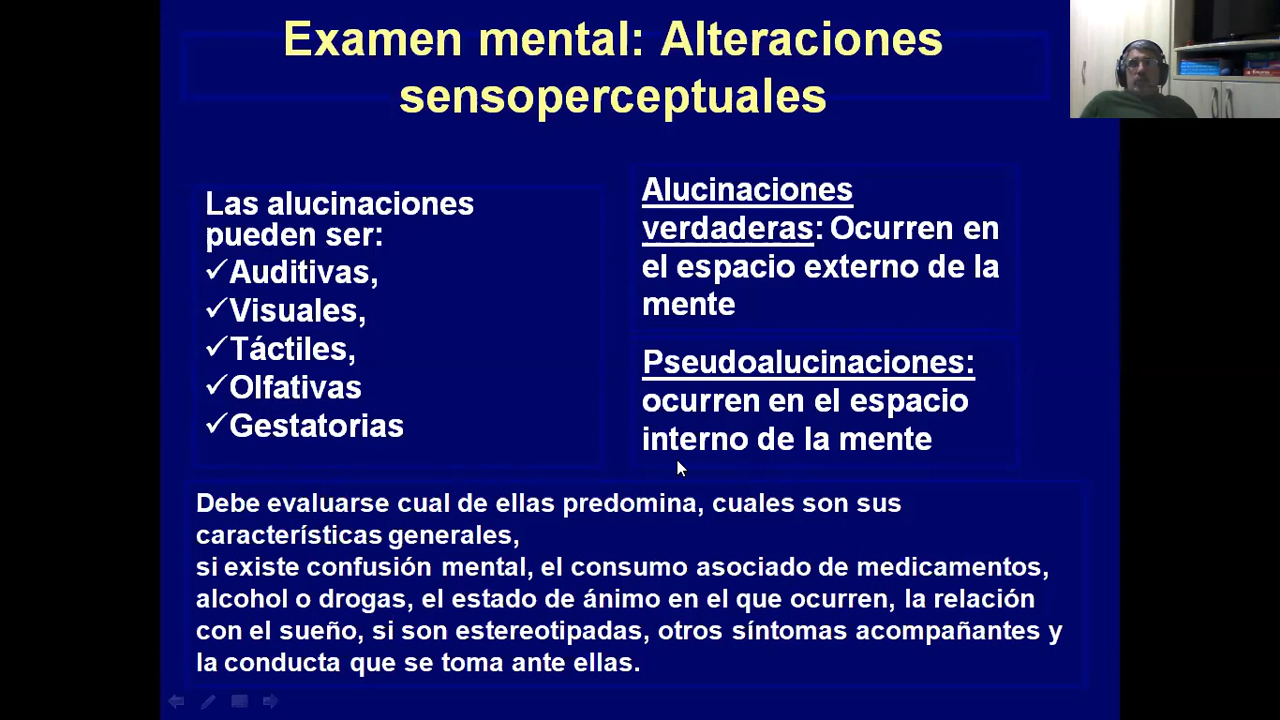 Examen mental: Alteraciones
sensoperceptuales
Las alucinaciones
pueden ser:
✓Auditivas,
✓Visuales,
✓Táctiles,
✓Olfativas
✓Gestatorias
Alucinaciones
verdaderas: Ocurren en
el espacio externo de la
mente
Pseudoalucinaciones:
ocurren en el espacio
interno de la mente
Debe evaluarse cual de ellas predomina, cuales son sus
características generales,
si existe confusión mental, el consumo asociado de medicamentos,
alcohol o drogas, el estado de ánimo en el que ocurren, la relación
con el sueño, si son estereotipadas, otros síntomas acompañantes y
la conducta que se toma ante ellas.